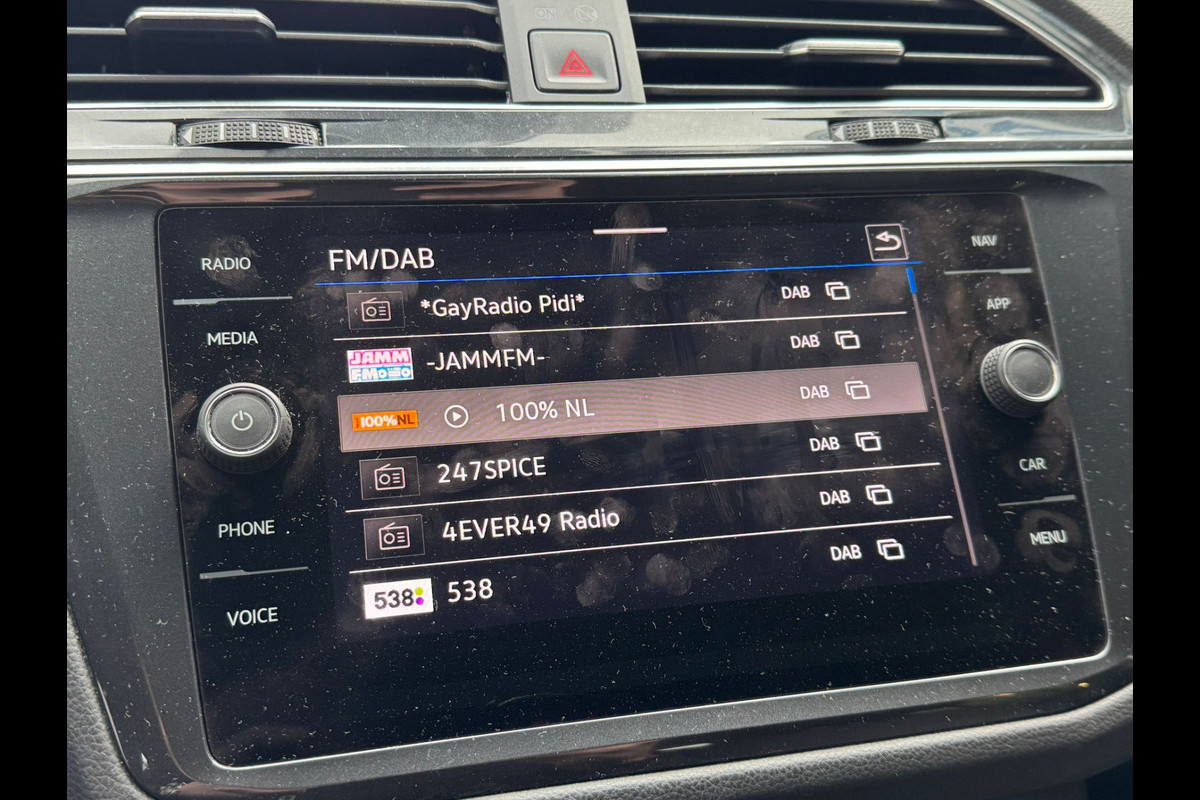 ON
RADIO
MEDIA
PHONE
VOICE
FM/DAB
*GayRadio Pidi* DAB
JAMM FM -JAMMFM- DAB
100%NL 100% NL DAB
247SPICE DAB
4EVER49 Radio DAB
538 538 DAB
NAV
APP
CAR
MENU